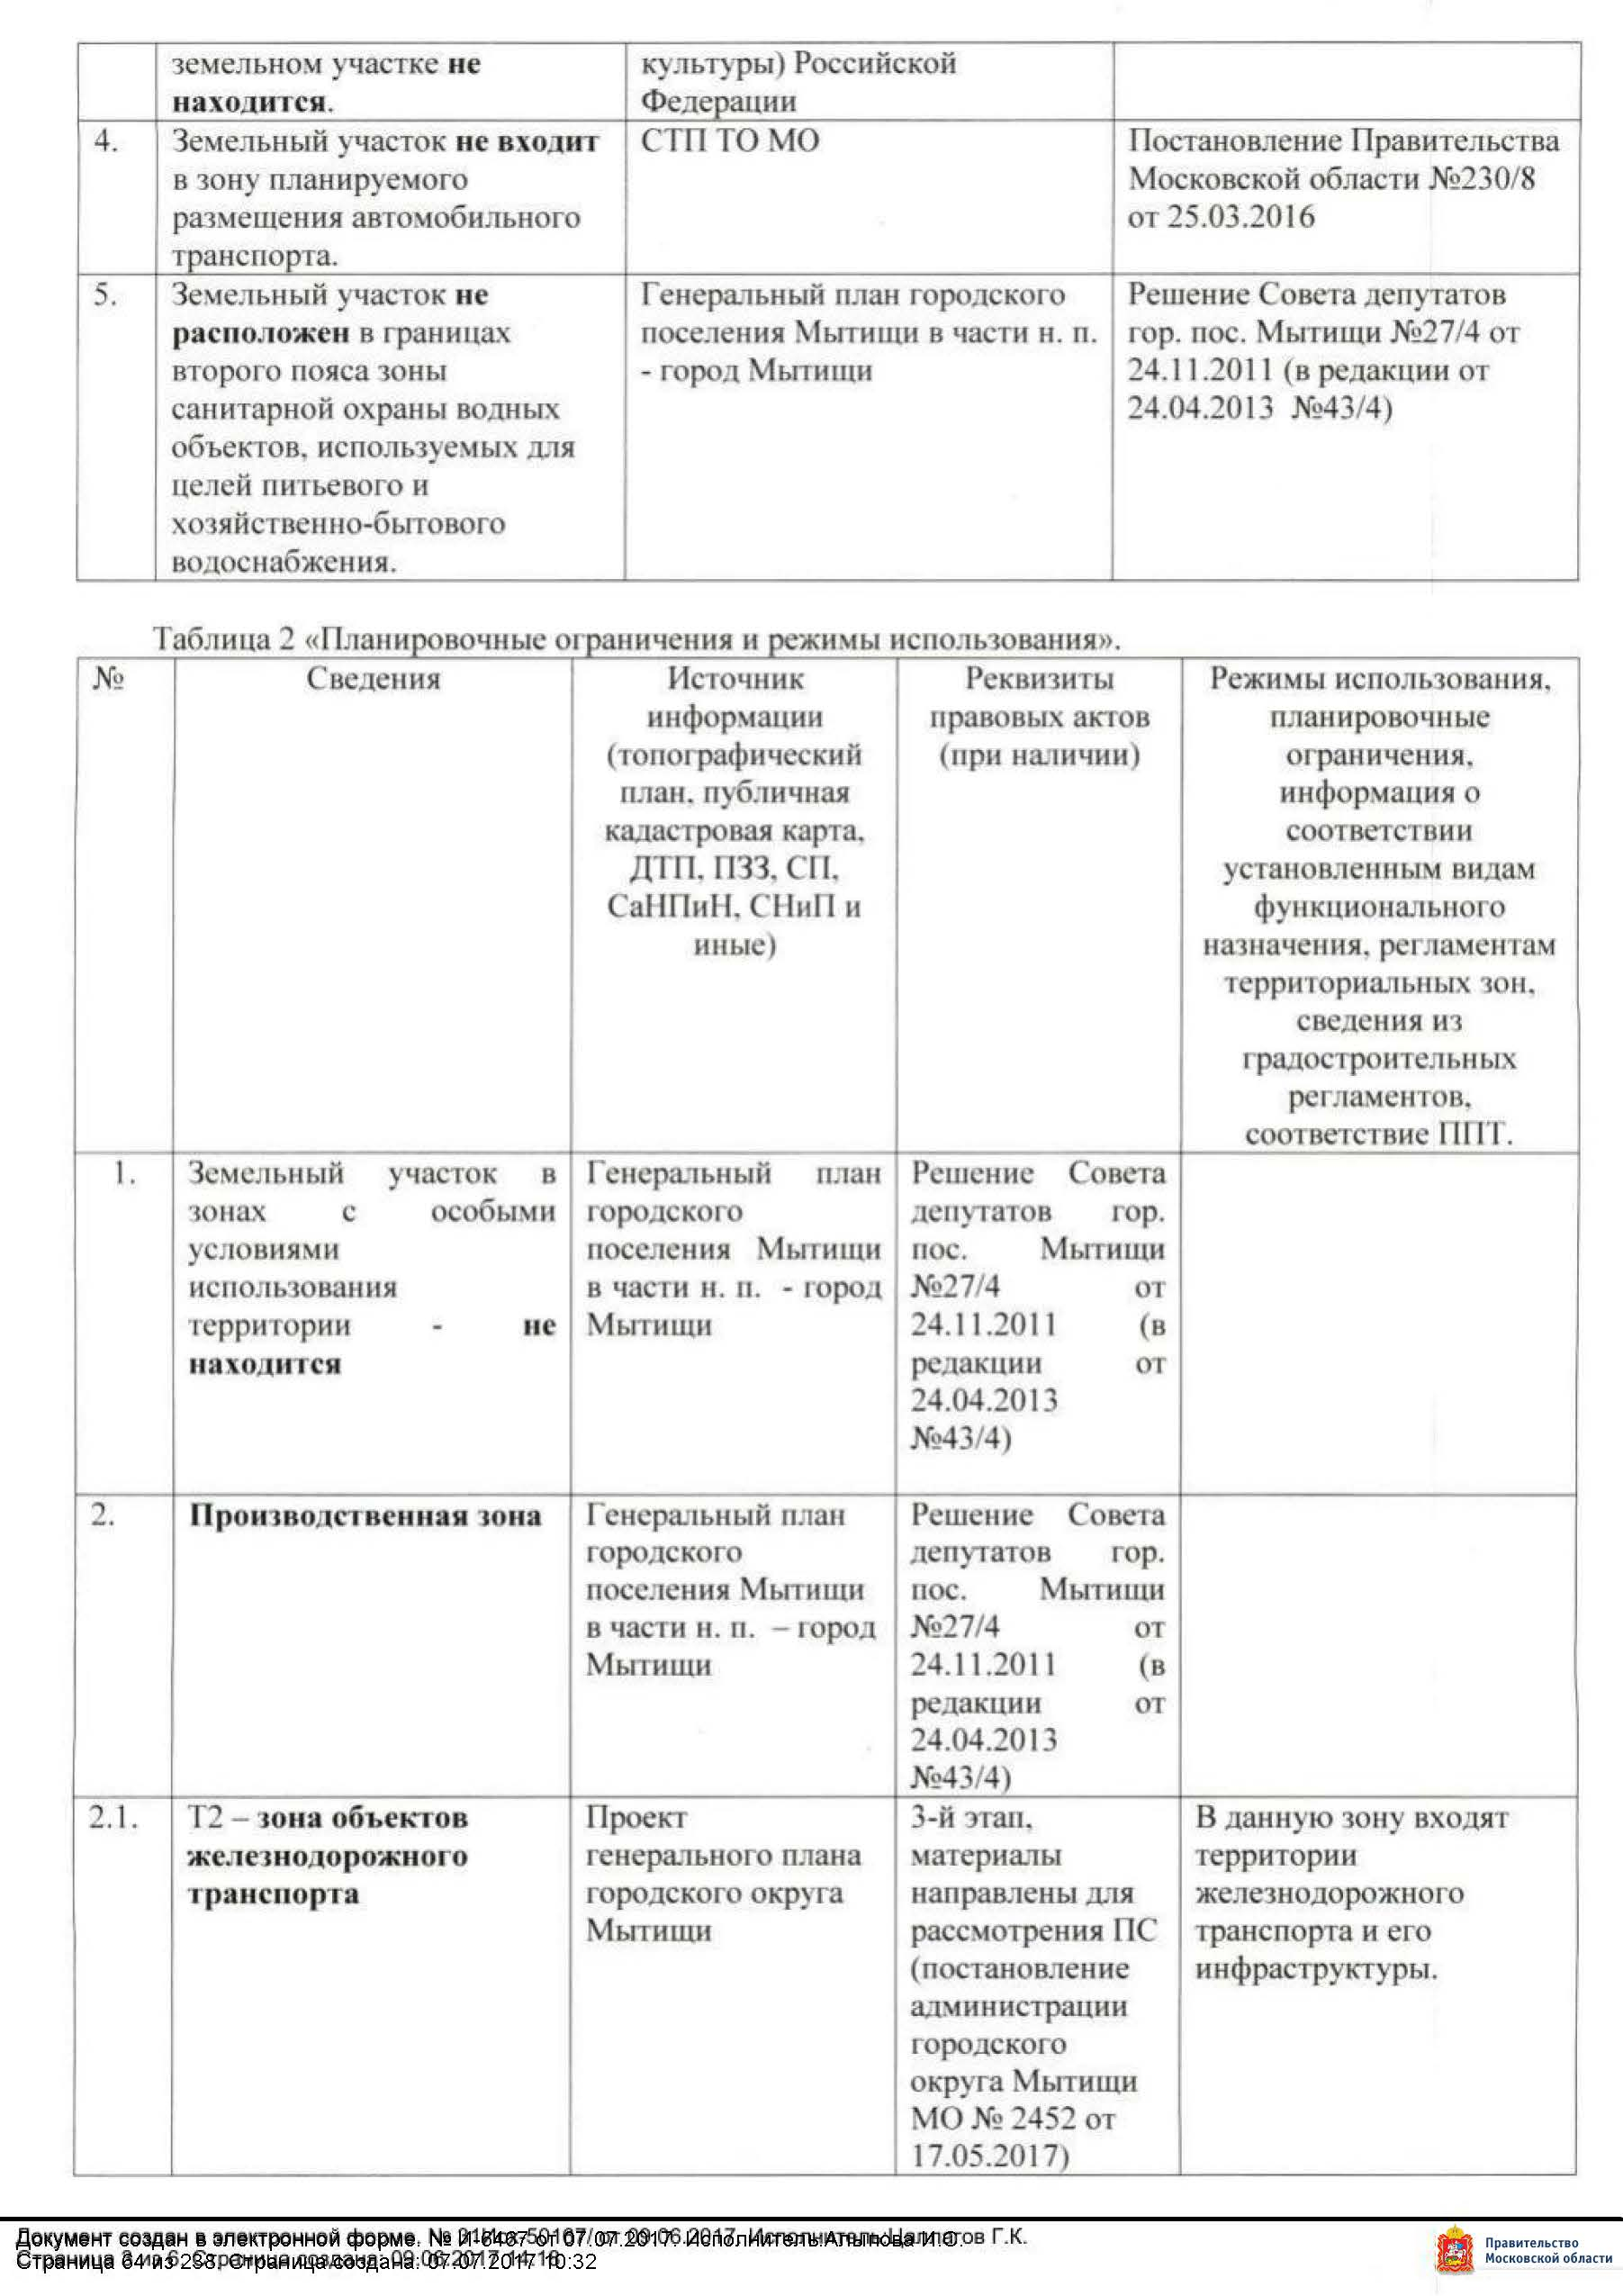 земельном участке не
находится.
культуры) Российской
Федерации
4.
Земельный участок не входит
в зону планируемого
размещения автомобильного
транспорта.
СТП ТО МО
Постановление Правительства
Московской области №230/8
от 25.03.2016
5.
Земельный участок не
расположен в границах
второго пояса зоны
санитарной охраны водных
объектов, используемых для
целей питьевого и
хозяйственно-бытового
водоснабжения.
Генеральный план городского
поселения Мытищи в части н. п.
- город Мытищи
Решение Совета депутатов
гор. пос. Мытищи №27/4 от
24.11.2011 (в редакции от
24.04.2013 №43/4)
Таблица 2 «Планировочные ограничения и режимы использования».
№
Сведения
Источник
информации
(топографический
план, публичная
кадастровая карта,
ДТП, ПЗЗ, СП,
СаНПиН, СНиП и
иные)
Реквизиты
правовых актов
(при наличии)
Режимы использования,
планировочные
ограничения,
информация о
соответствии
установленным видам
функционального
назначения, регламентам
территориальных зон,
сведения из
градостроительных
регламентов,
соответствие ППТ.
1.
Земельный участок в
зонах с особыми
условиями
использования
территории - не
находится
Генеральный план
городского
поселения Мытищи
в части н. п. - город
Мытищи
Решение Совета
депутатов гор.
пос. Мытищи
№27/4 от
24.11.2011 (в
редакции от
24.04.2013
№43/4)
2.
Производственная зона
Генеральный план
городского
поселения Мытищи
в части н. п. – город
Мытищи
Решение Совета
депутатов гор.
пос. Мытищи
№27/4 от
24.11.2011 (в
редакции от
24.04.2013
№43/4)
2.1.
Т2 – зона объектов
железнодорожного
транспорта
Проект
генерального плана
городского округа
Мытищи
3-й этап,
материалы
направлены для
рассмотрения ПС
(постановление
администрации
городского
округа Мытищи
МО № 2452 от
17.05.2017)
В данную зону входят
территории
железнодорожного
транспорта и его
инфраструктуры.
Документ создан в электронной форме. № И-6467 от 07.07.2017. Исполнитель Г.К.
Страница 64 из 238. Страница создана: 07.07.2017 10:32
Правительство
Московской области